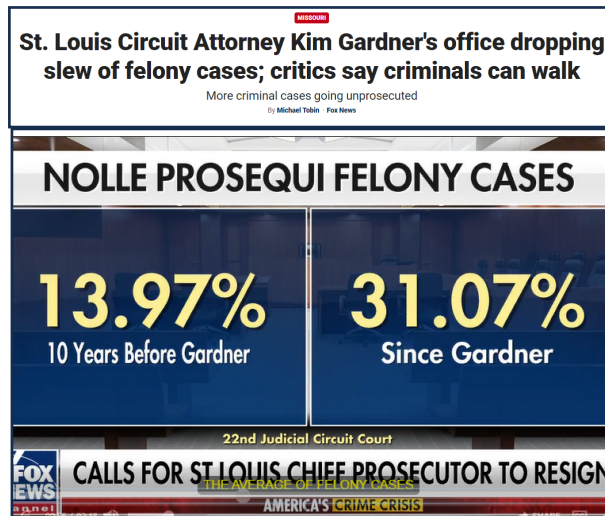 MISSOURI
St. Louis Circuit Attorney Kim Gardner's office dropping
slew of felony cases; critics say criminals can walk
More criminal cases going unprosecuted
By Michael Tobin · Fox News
NOLLE PROSEQUI FELONY CASES
13.97%
10 Years Before Gardner
31.07%
Since Gardner
22nd Judicial Circuit Court
FOX
EWS
annel
CALLS FOR ST LOUIS CHIEF PROSECUTOR TO RESIGN
THE AVERAGE OF FELONY CASES
AMERICA'S CRIME CRISIS
SHARE